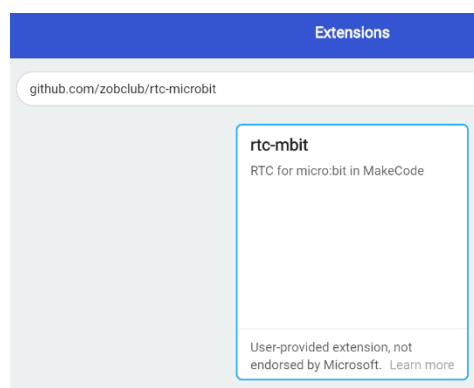 Extensions
github.com/zobclub/rtc-microbit
rtc-mbit
RTC for micro:bit in MakeCode
User-provided extension, not
endorsed by Microsoft. Learn more